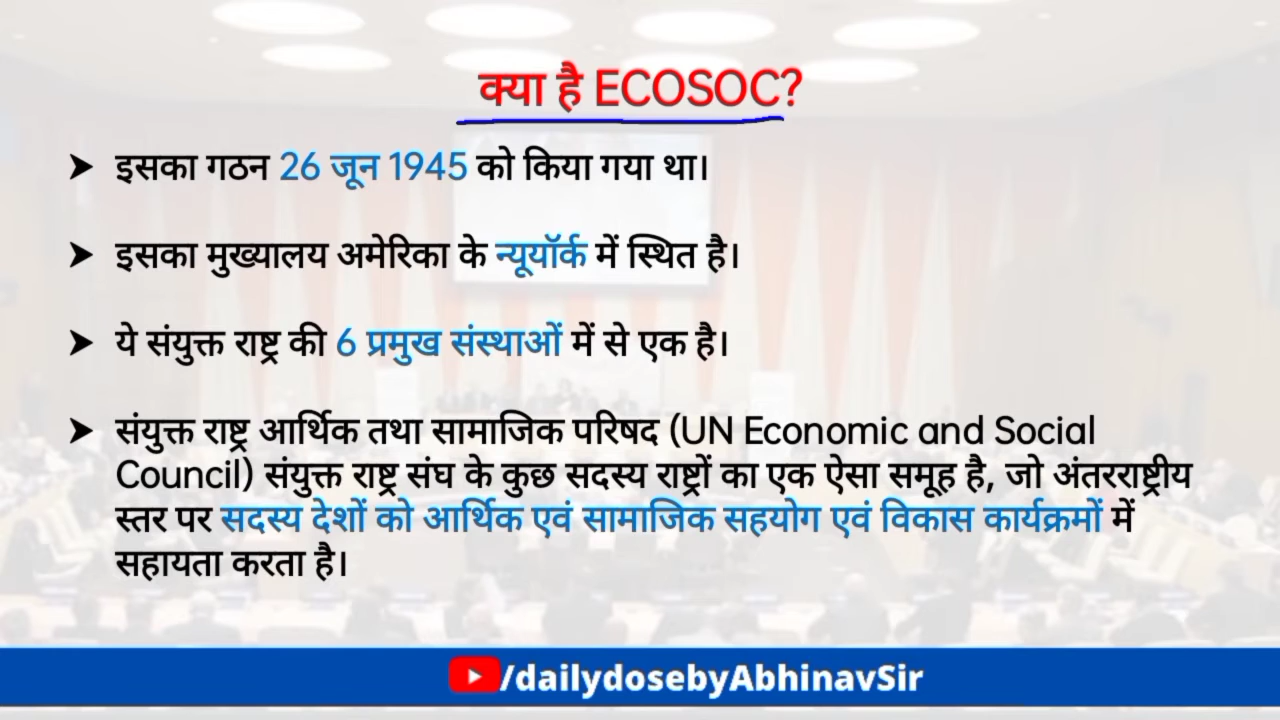 क्या है ECOSOC?
➤ इसका गठन 26 जून 1945 को किया गया था।
➤ इसका मुख्यालय अमेरिका के न्यूयॉर्क में स्थित है।
➤ ये संयुक्त राष्ट्र की 6 प्रमुख संस्थाओं में से एक है।
➤ संयुक्त राष्ट्र आर्थिक तथा सामाजिक परिषद (UN Economic and Social
Council) संयुक्त राष्ट्र संघ के कुछ सदस्य राष्ट्रों का एक ऐसा समूह है, जो अंतरराष्ट्रीय
स्तर पर सदस्य देशों को आर्थिक एवं सामाजिक सहयोग एवं विकास कार्यक्रमों में
सहायता करता है।
/dailydosebyAbhinavSir